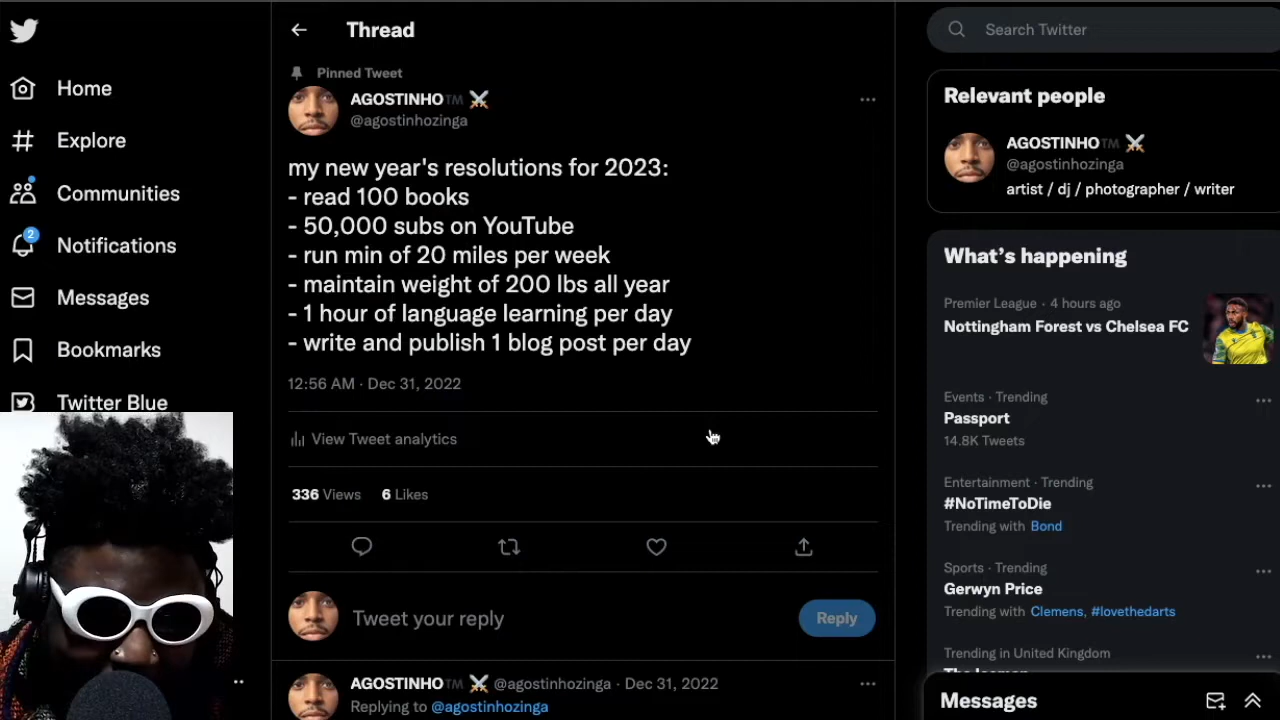 Thread
Search Twitter
Home
Explore
Communities
2
Notifications
Messages
Bookmarks
Twitter Blue
Pinned Tweet
AGOSTINHO™ ⚔️
@agostinhozinga
my new year's resolutions for 2023:
- read 100 books
- 50,000 subs on YouTube
- run min of 20 miles per week
- maintain weight of 200 lbs all year
- 1 hour of language learning per day
- write and publish 1 blog post per day
12:56 AM · Dec 31, 2022
View Tweet analytics
336 Views 6 Likes
Tweet your reply
Reply
AGOSTINHO™ ⚔️ @agostinhozinga · Dec 31, 2022
Replying to @agostinhozinga
Relevant people
AGOSTINHO™ ⚔️
@agostinhozinga
artist / dj / photographer / writer
What's happening
Premier League · 4 hours ago
Nottingham Forest vs Chelsea FC
Events · Trending
Passport
14.8K Tweets
Entertainment · Trending
#NoTimeToDie
Trending with Bond
Sports · Trending
Gerwyn Price
Trending with Clemens, #lovethedarts
Trending in United Kingdom
Messages